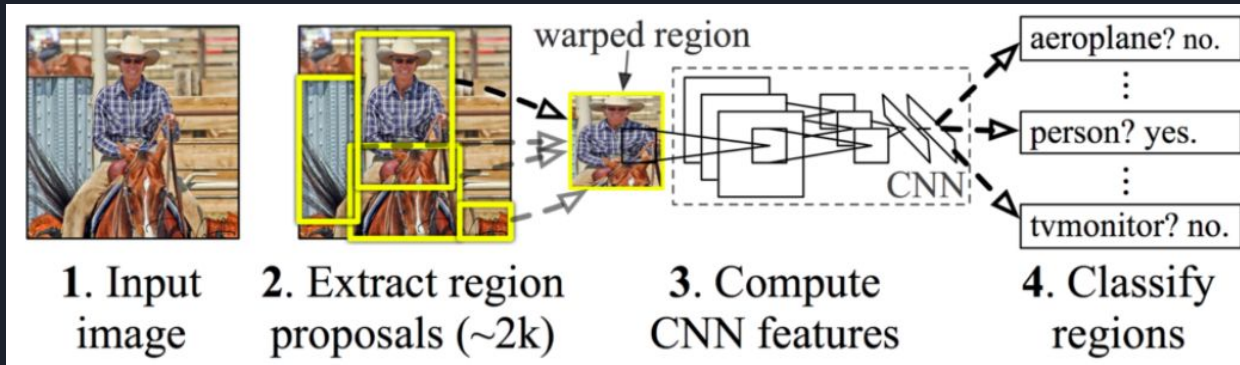 warped region
aeroplane? no.
person? yes.
CNN
tvmonitor? no.
1. Input
image
2. Extract region
proposals (~2k)
3. Compute
CNN features
4. Classify
regions